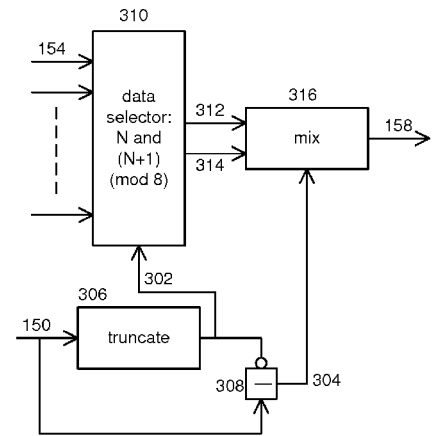 310
154
data
selector:
N and
(N+1)
(mod 8)
312
314
316
mix
158
302
306
truncate
150
308
304